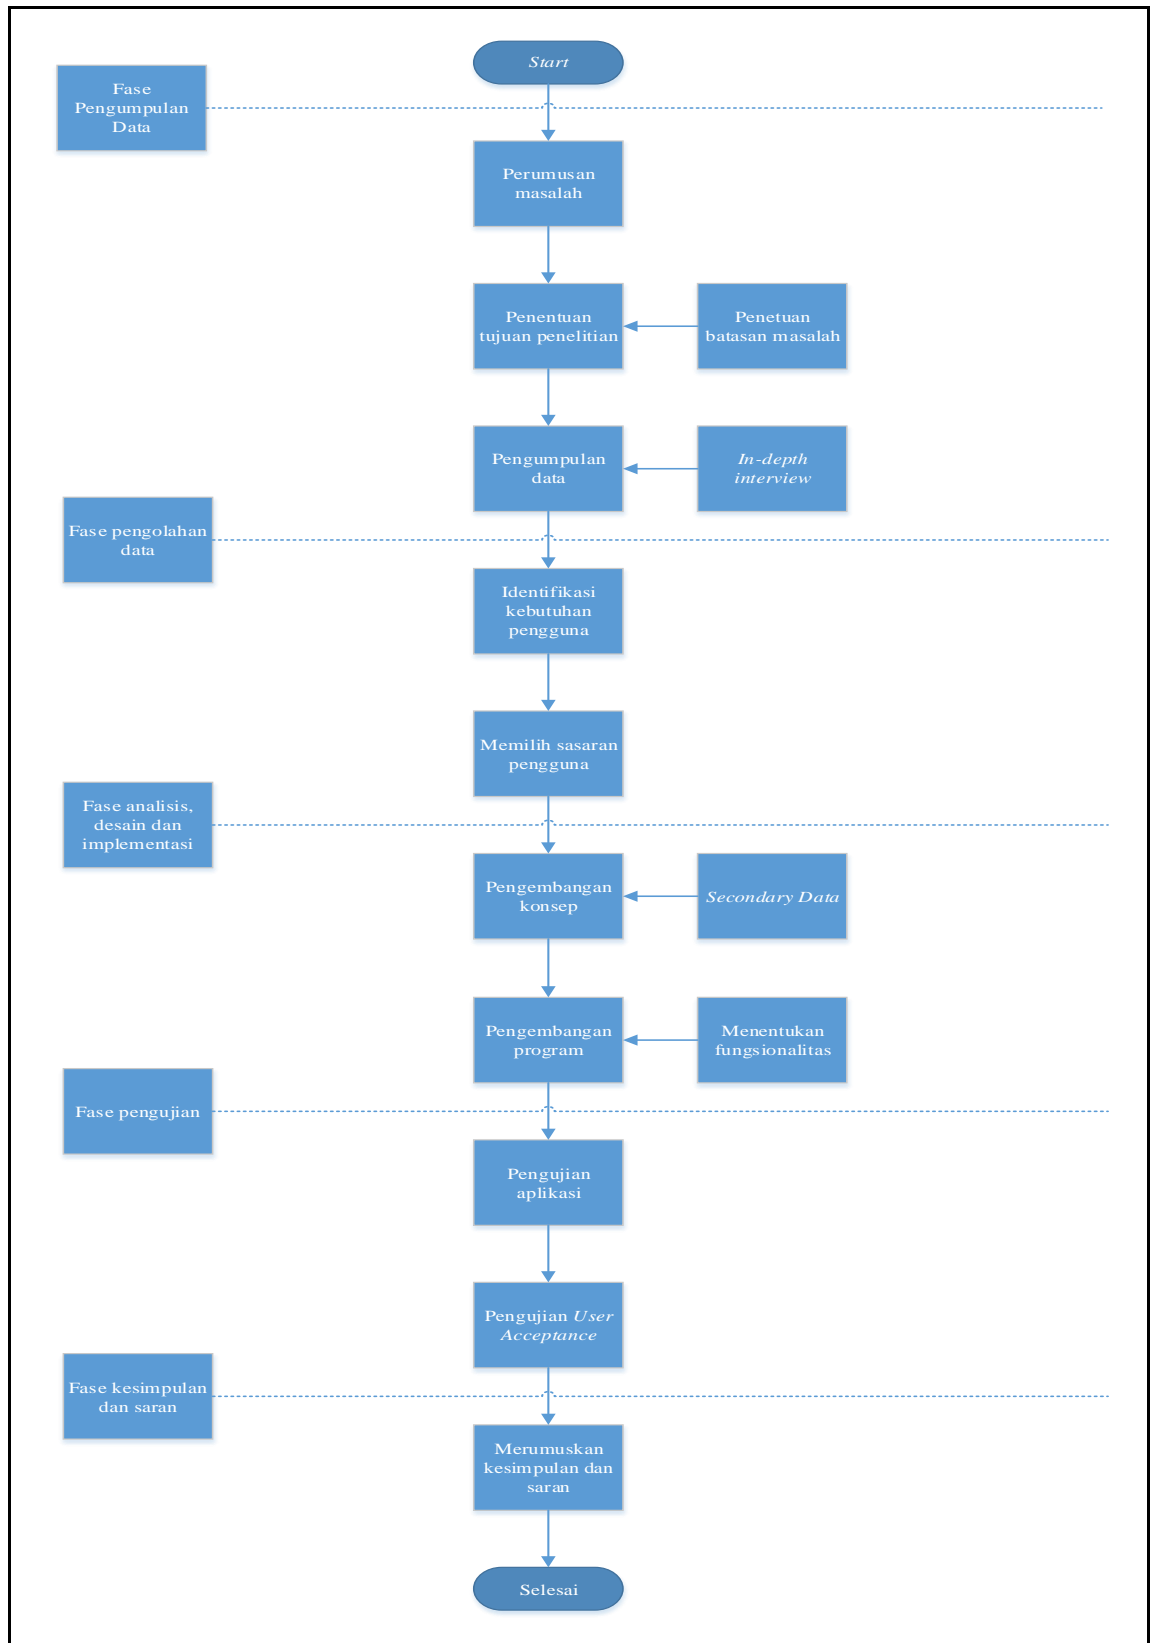 Start
Fase
Pengumpulan
Data
Perumusan
masalah
Penentuan
tujuan penelitian
Penetuan
batasan masalah
Pengumpulan
data
In-depth
interview
Fase pengolahan
data
Identifikasi
kebutuhan
pengguna
Memilih sasaran
pengguna
Fase analisis,
desain dan
implementasi
Pengembangan
konsep
Secondary Data
Pengembangan
program
Menentukan
fungsionalitas
Fase pengujian
Pengujian
aplikasi
Pengujian User
Acceptance
Fase kesimpulan
dan saran
Merumuskan
kesimpulan dan
saran
Selesai